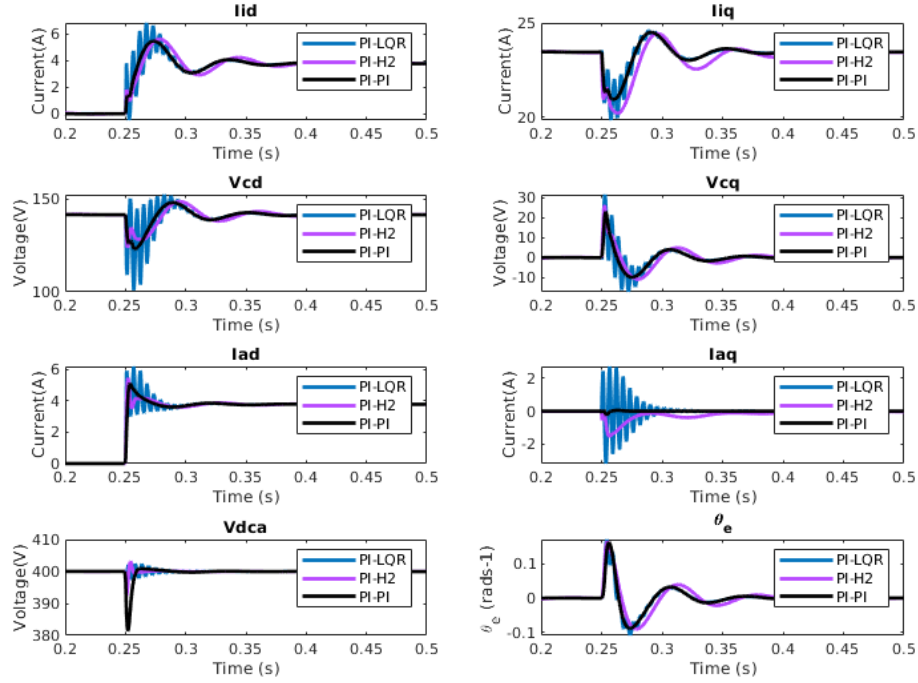 Iid
Current(A)
6
4
2
0
0.2 0.25 0.3 0.35 0.4 0.45 0.5
Time (s)
PI-LQR
PI-H2
PI-PI
Iiq
Current(A)
25
20
0.2 0.25 0.3 0.35 0.4 0.45 0.5
Time (s)
PI-LQR
PI-H2
PI-PI
Vcd
Voltage(V)
150
100
0.2 0.25 0.3 0.35 0.4 0.45 0.5
Time (s)
PI-LQR
PI-H2
PI-PI
Vcq
Voltage(V)
30
20
10
0
-10
0.2 0.25 0.3 0.35 0.4 0.45 0.5
Time (s)
PI-LQR
PI-H2
PI-PI
Iad
Current(A)
6
4
2
0
0.2 0.25 0.3 0.35 0.4 0.45 0.5
Time (s)
PI-LQR
PI-H2
PI-PI
Iaq
Current(A)
2
0
-2
0.2 0.25 0.3 0.35 0.4 0.45 0.5
Time (s)
PI-LQR
PI-H2
PI-PI
Vdca
Voltage(V)
410
400
390
380
0.2 0.25 0.3 0.35 0.4 0.45 0.5
Time (s)
PI-LQR
PI-H2
PI-PI
θ_e
θ_e (rads-1)
0.1
0
-0.1
0.2 0.25 0.3 0.35 0.4 0.45 0.5
Time (s)
PI-LQR
PI-H2
PI-PI